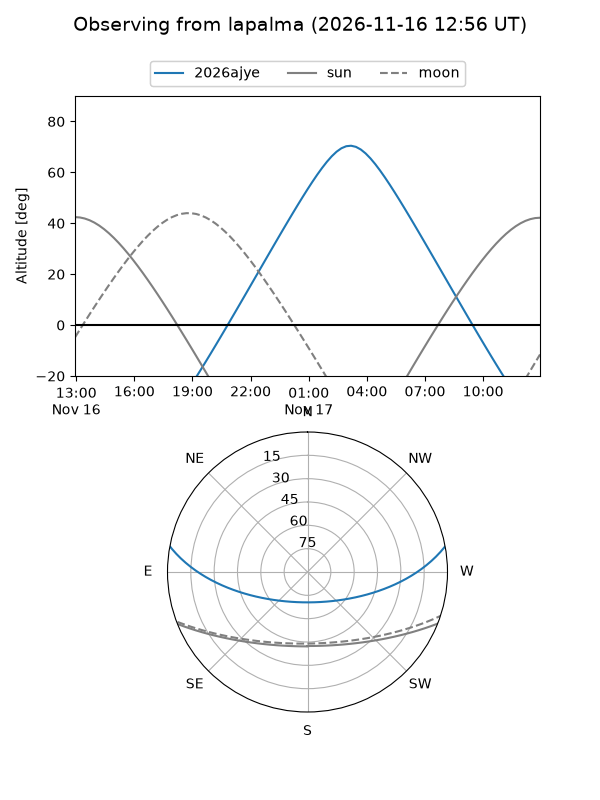 Observing from lapalma (2026-11-16 12:56 UT)
2026ajye sun moon
80
60
40
20
0
−20
Altitude [deg]
13:00 16:00 19:00 22:00 01:00 04:00 07:00 10:00
Nov 16 Nov 17
N
NE NW
15
30
45
60
75
E W
SE SW
S